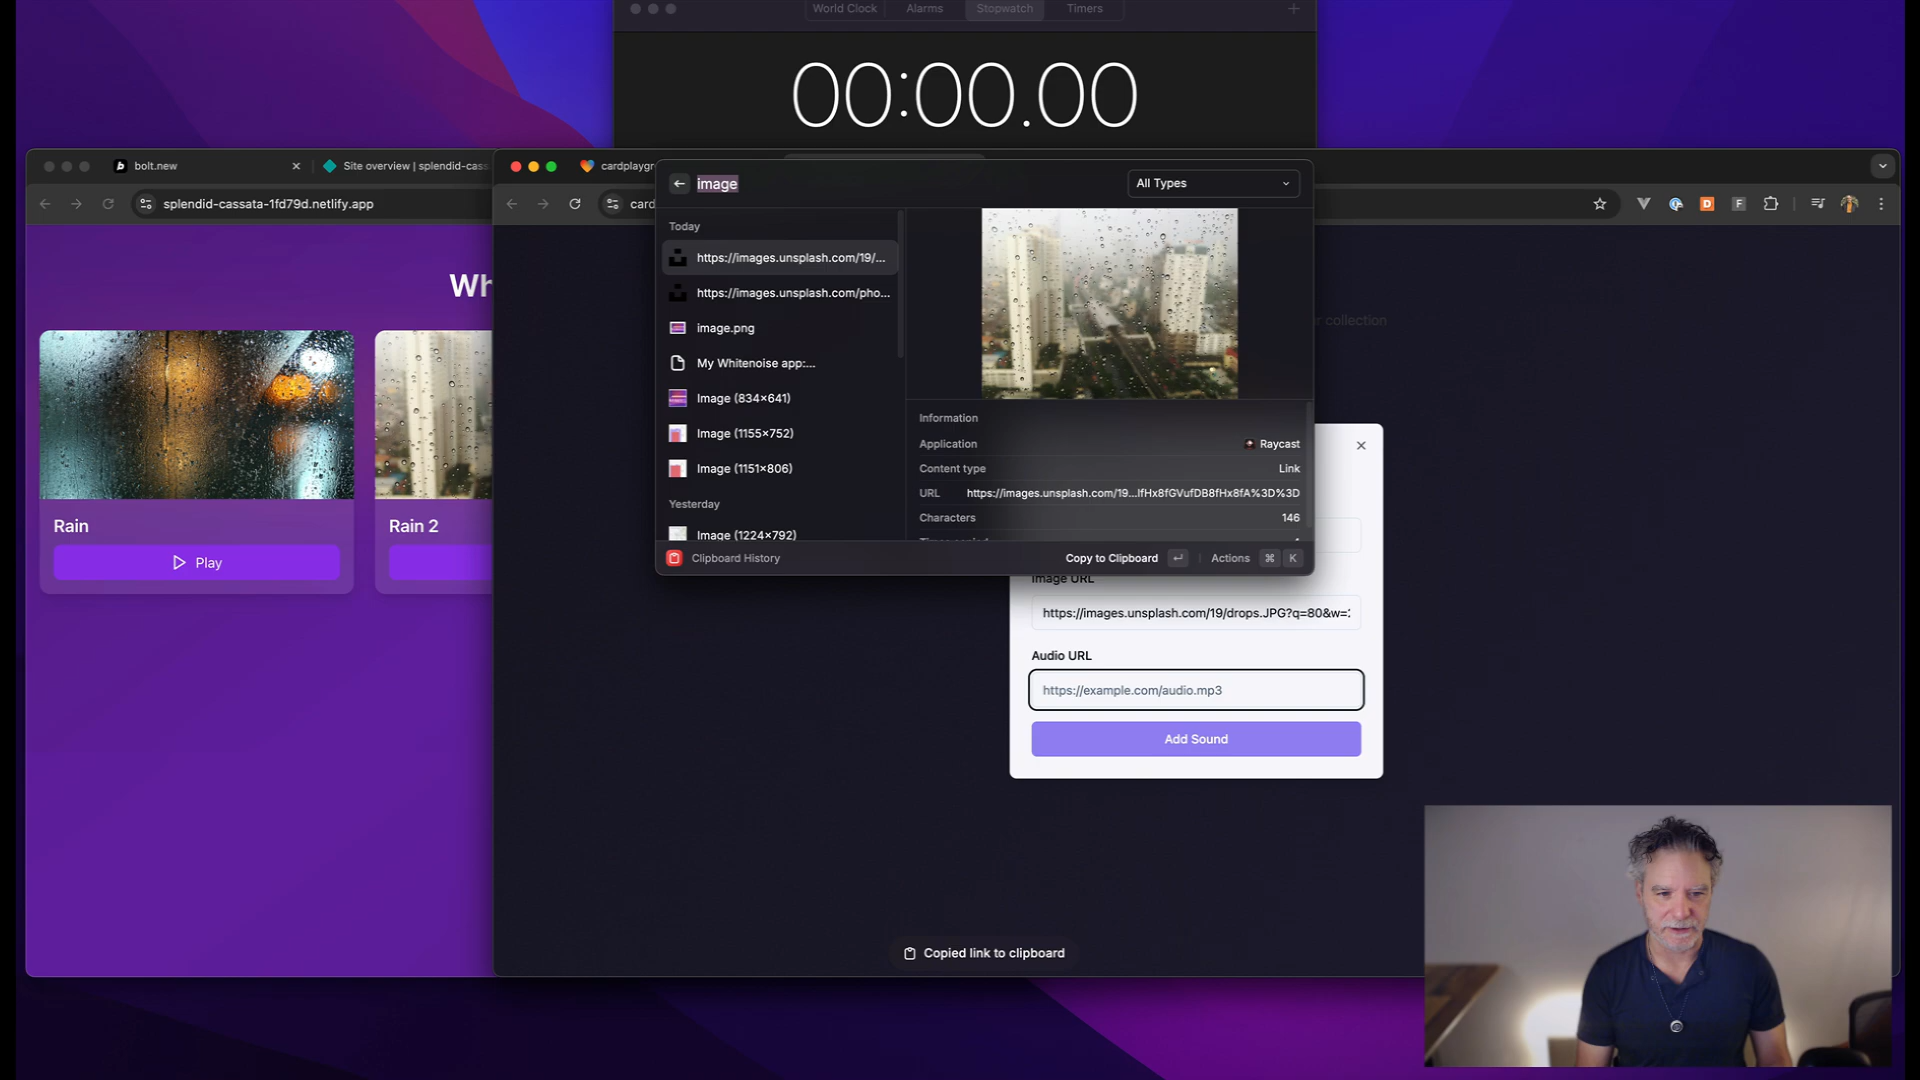 World Clock
Alarms
Stopwatch
Timers
00:00.00
bolt.new
Site overview | splendid-cass
splendid-cassata-1fd79d.netlify.app
Wh
Rain
Play
Rain 2
cardplaygr
card
image
All Types
Today
https://images.unsplash.com/19/...
https://images.unsplash.com/pho...
image.png
My Whitenoise app:...
Image (834×641)
Image (1155×752)
Image (1151×806)
Yesterday
Image (1224×792)
Information
Application
Raycast
Content type
Link
URL
https://images.unsplash.com/19...lfHx8fGVufDB8fHx8fA%3D%3D
Characters
146
Clipboard History
Copy to Clipboard
Actions
⌘ K
r collection
Image URL
https://images.unsplash.com/19/drops.JPG?q=80&w=
Audio URL
https://example.com/audio.mp3
Add Sound
Copied link to clipboard